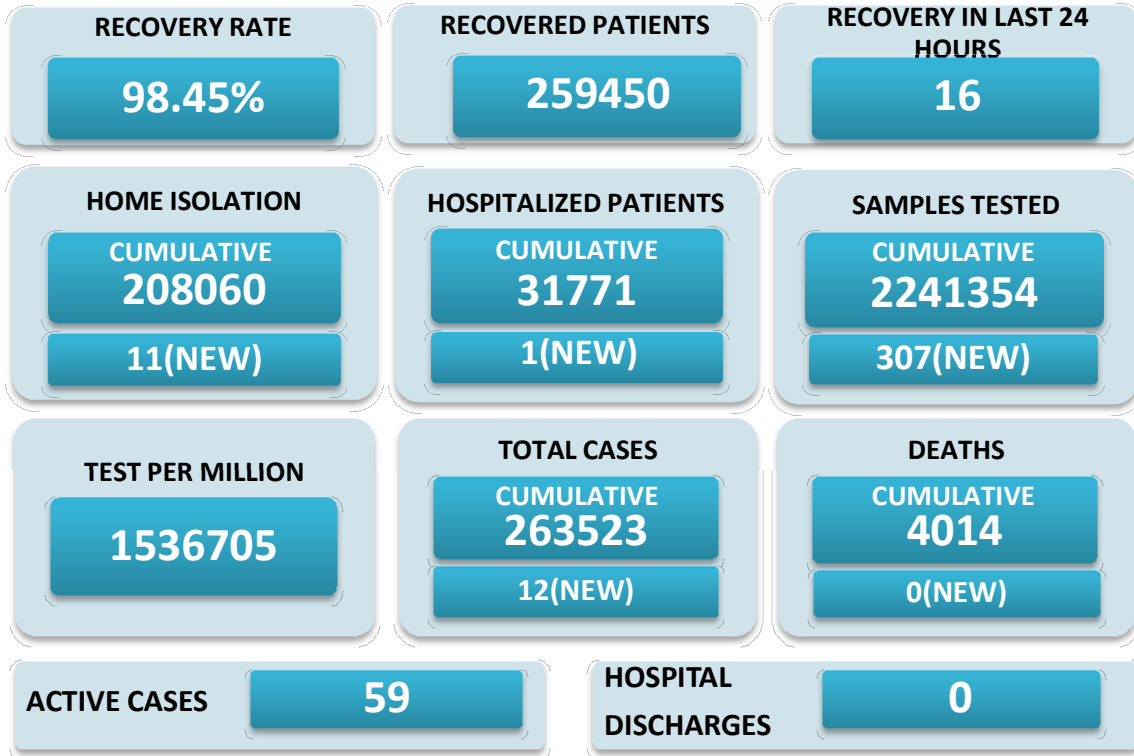 RECOVERY RATE
98.45%
RECOVERED PATIENTS
259450
RECOVERY IN LAST 24
HOURS
16
HOME ISOLATION
CUMULATIVE
208060
11(NEW)
HOSPITALIZED PATIENTS
CUMULATIVE
31771
1(NEW)
SAMPLES TESTED
CUMULATIVE
2241354
307(NEW)
TEST PER MILLION
1536705
TOTAL CASES
CUMULATIVE
263523
12(NEW)
DEATHS
CUMULATIVE
4014
0(NEW)
ACTIVE CASES
59
HOSPITAL
DISCHARGES
0